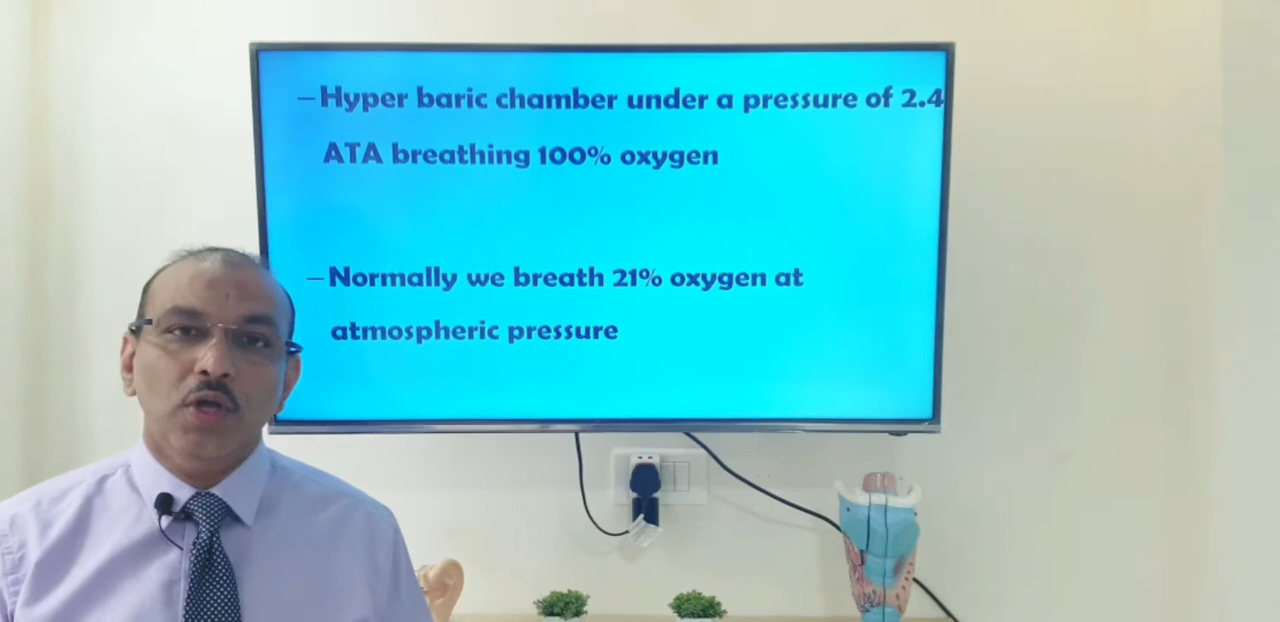 –Hyper baric chamber under a pressure of 2.4
ATA breathing 100% oxygen
–Normally we breath 21% oxygen at
atmospheric pressure